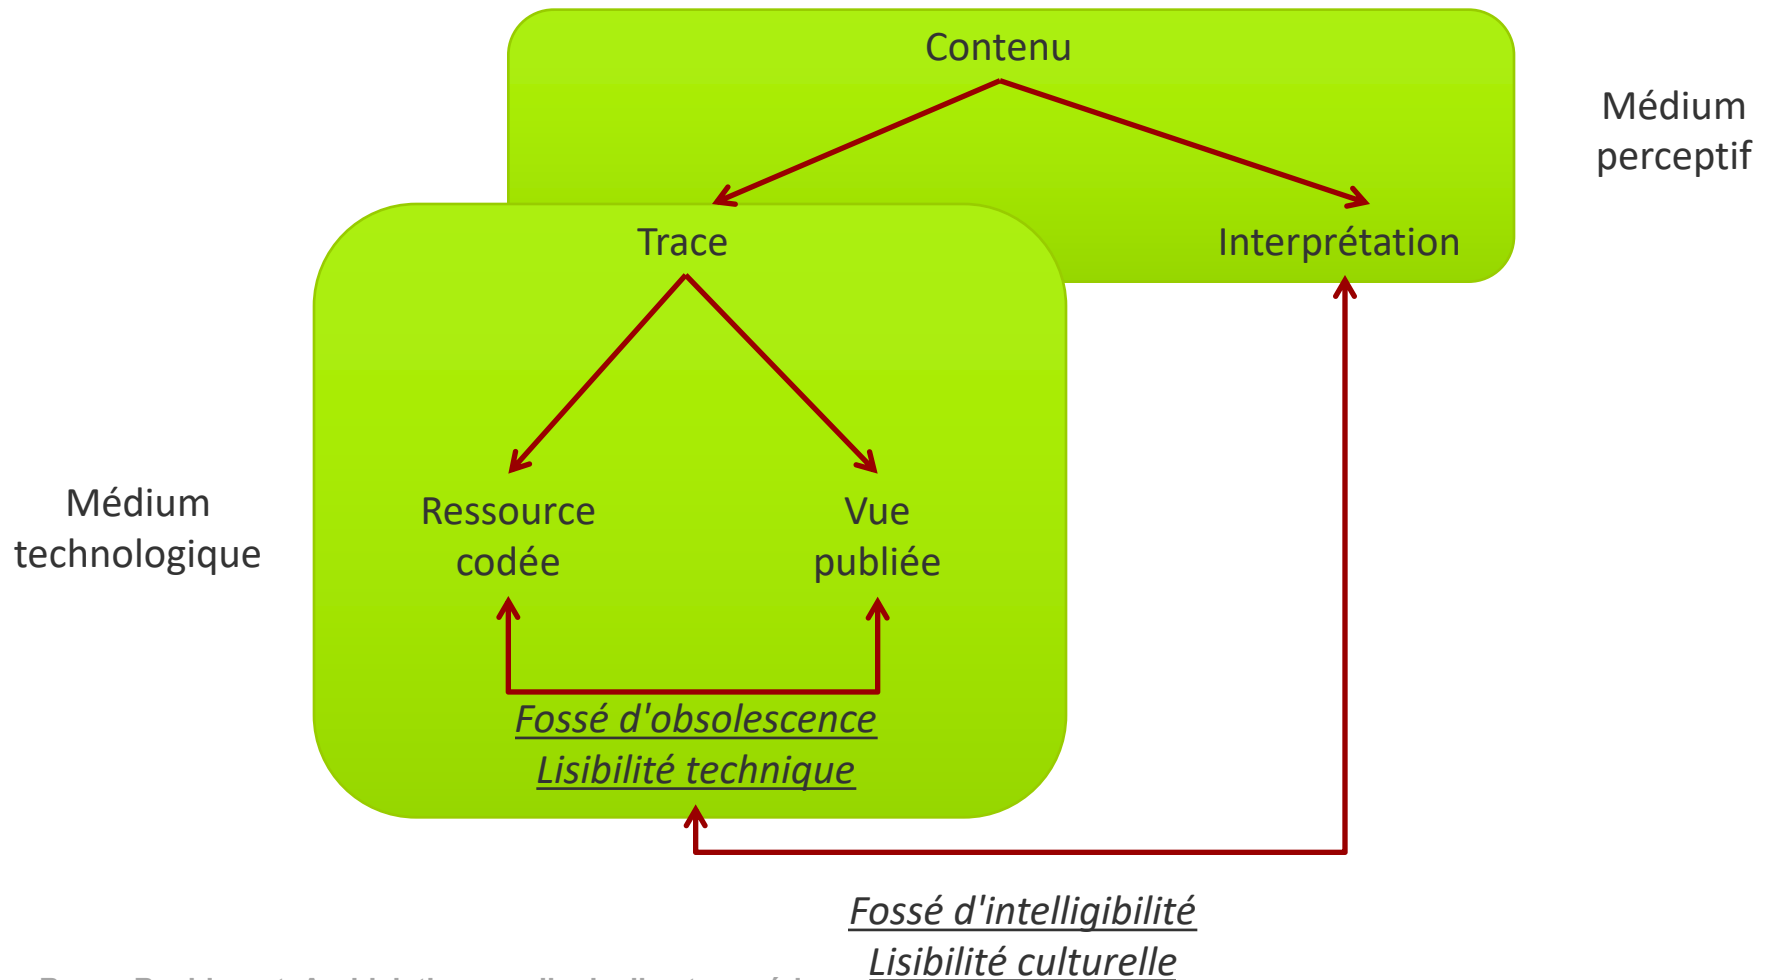 Contenu
Médium
perceptif
Trace
Interprétation
Médium
technologique
Ressource
codée
Vue
publiée
Fossé d'obsolescence
Lisibilité technique
Fossé d'intelligibilité
Lisibilité culturelle